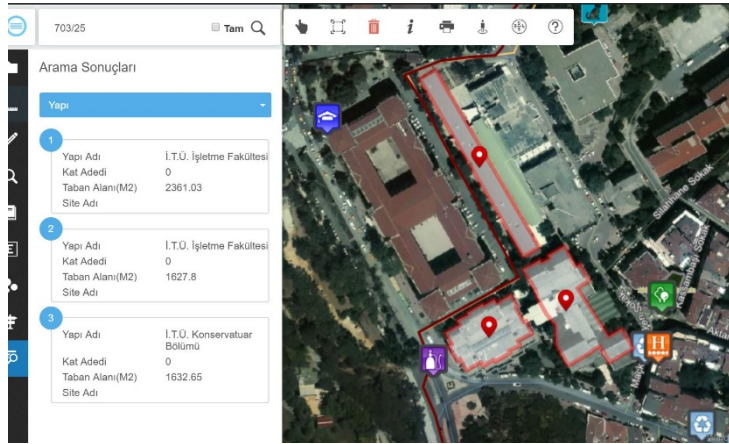 703/25
Tam
Arama Sonuçları
Yapı
1
Yapı Adı İ.T.Ü. İşletme Fakültesi
Kat Adedi 0
Taban Alanı(M2) 2361.03
Site Adı
2
Yapı Adı İ.T.Ü. İşletme Fakültesi
Kat Adedi 0
Taban Alanı(M2) 1627.8
Site Adı
3
Yapı Adı İ.T.Ü. Konservatuar
Bölümü
Kat Adedi 0
Taban Alanı(M2) 1632.65
Site Adı
Silahhane Sokak
H